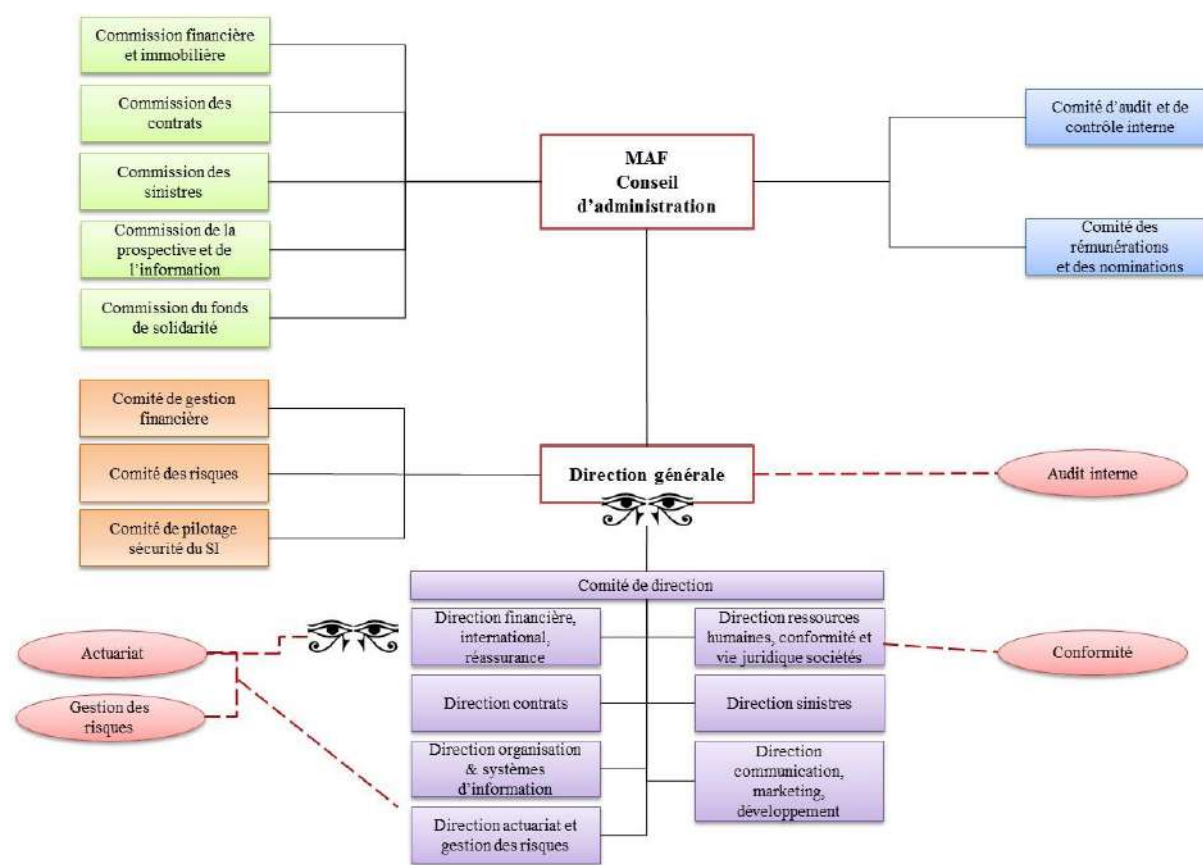 Commission financière
et immobilière
Commission des
contrats
Commission des
sinistres
Commission de la
prospective et de
l'information
Commission du fonds
de solidarité
MAF
Conseil
d'administration
Comité d'audit et de
contrôle interne
Comité des
rémunérations
et des nominations
Comité de gestion
financière
Comité des risques
Comité de pilotage
sécurité du SI
Direction générale
Audit interne
Comité de direction
Direction financière,
international,
réassurance
Direction ressources
humaines, conformité et
vie juridique sociétés
Actuariat
Conformité
Gestion des
risques
Direction contrats
Direction sinistres
Direction organisation
& systèmes
d'information
Direction
communication,
marketing,
développement
Direction actuariat et
gestion des risques